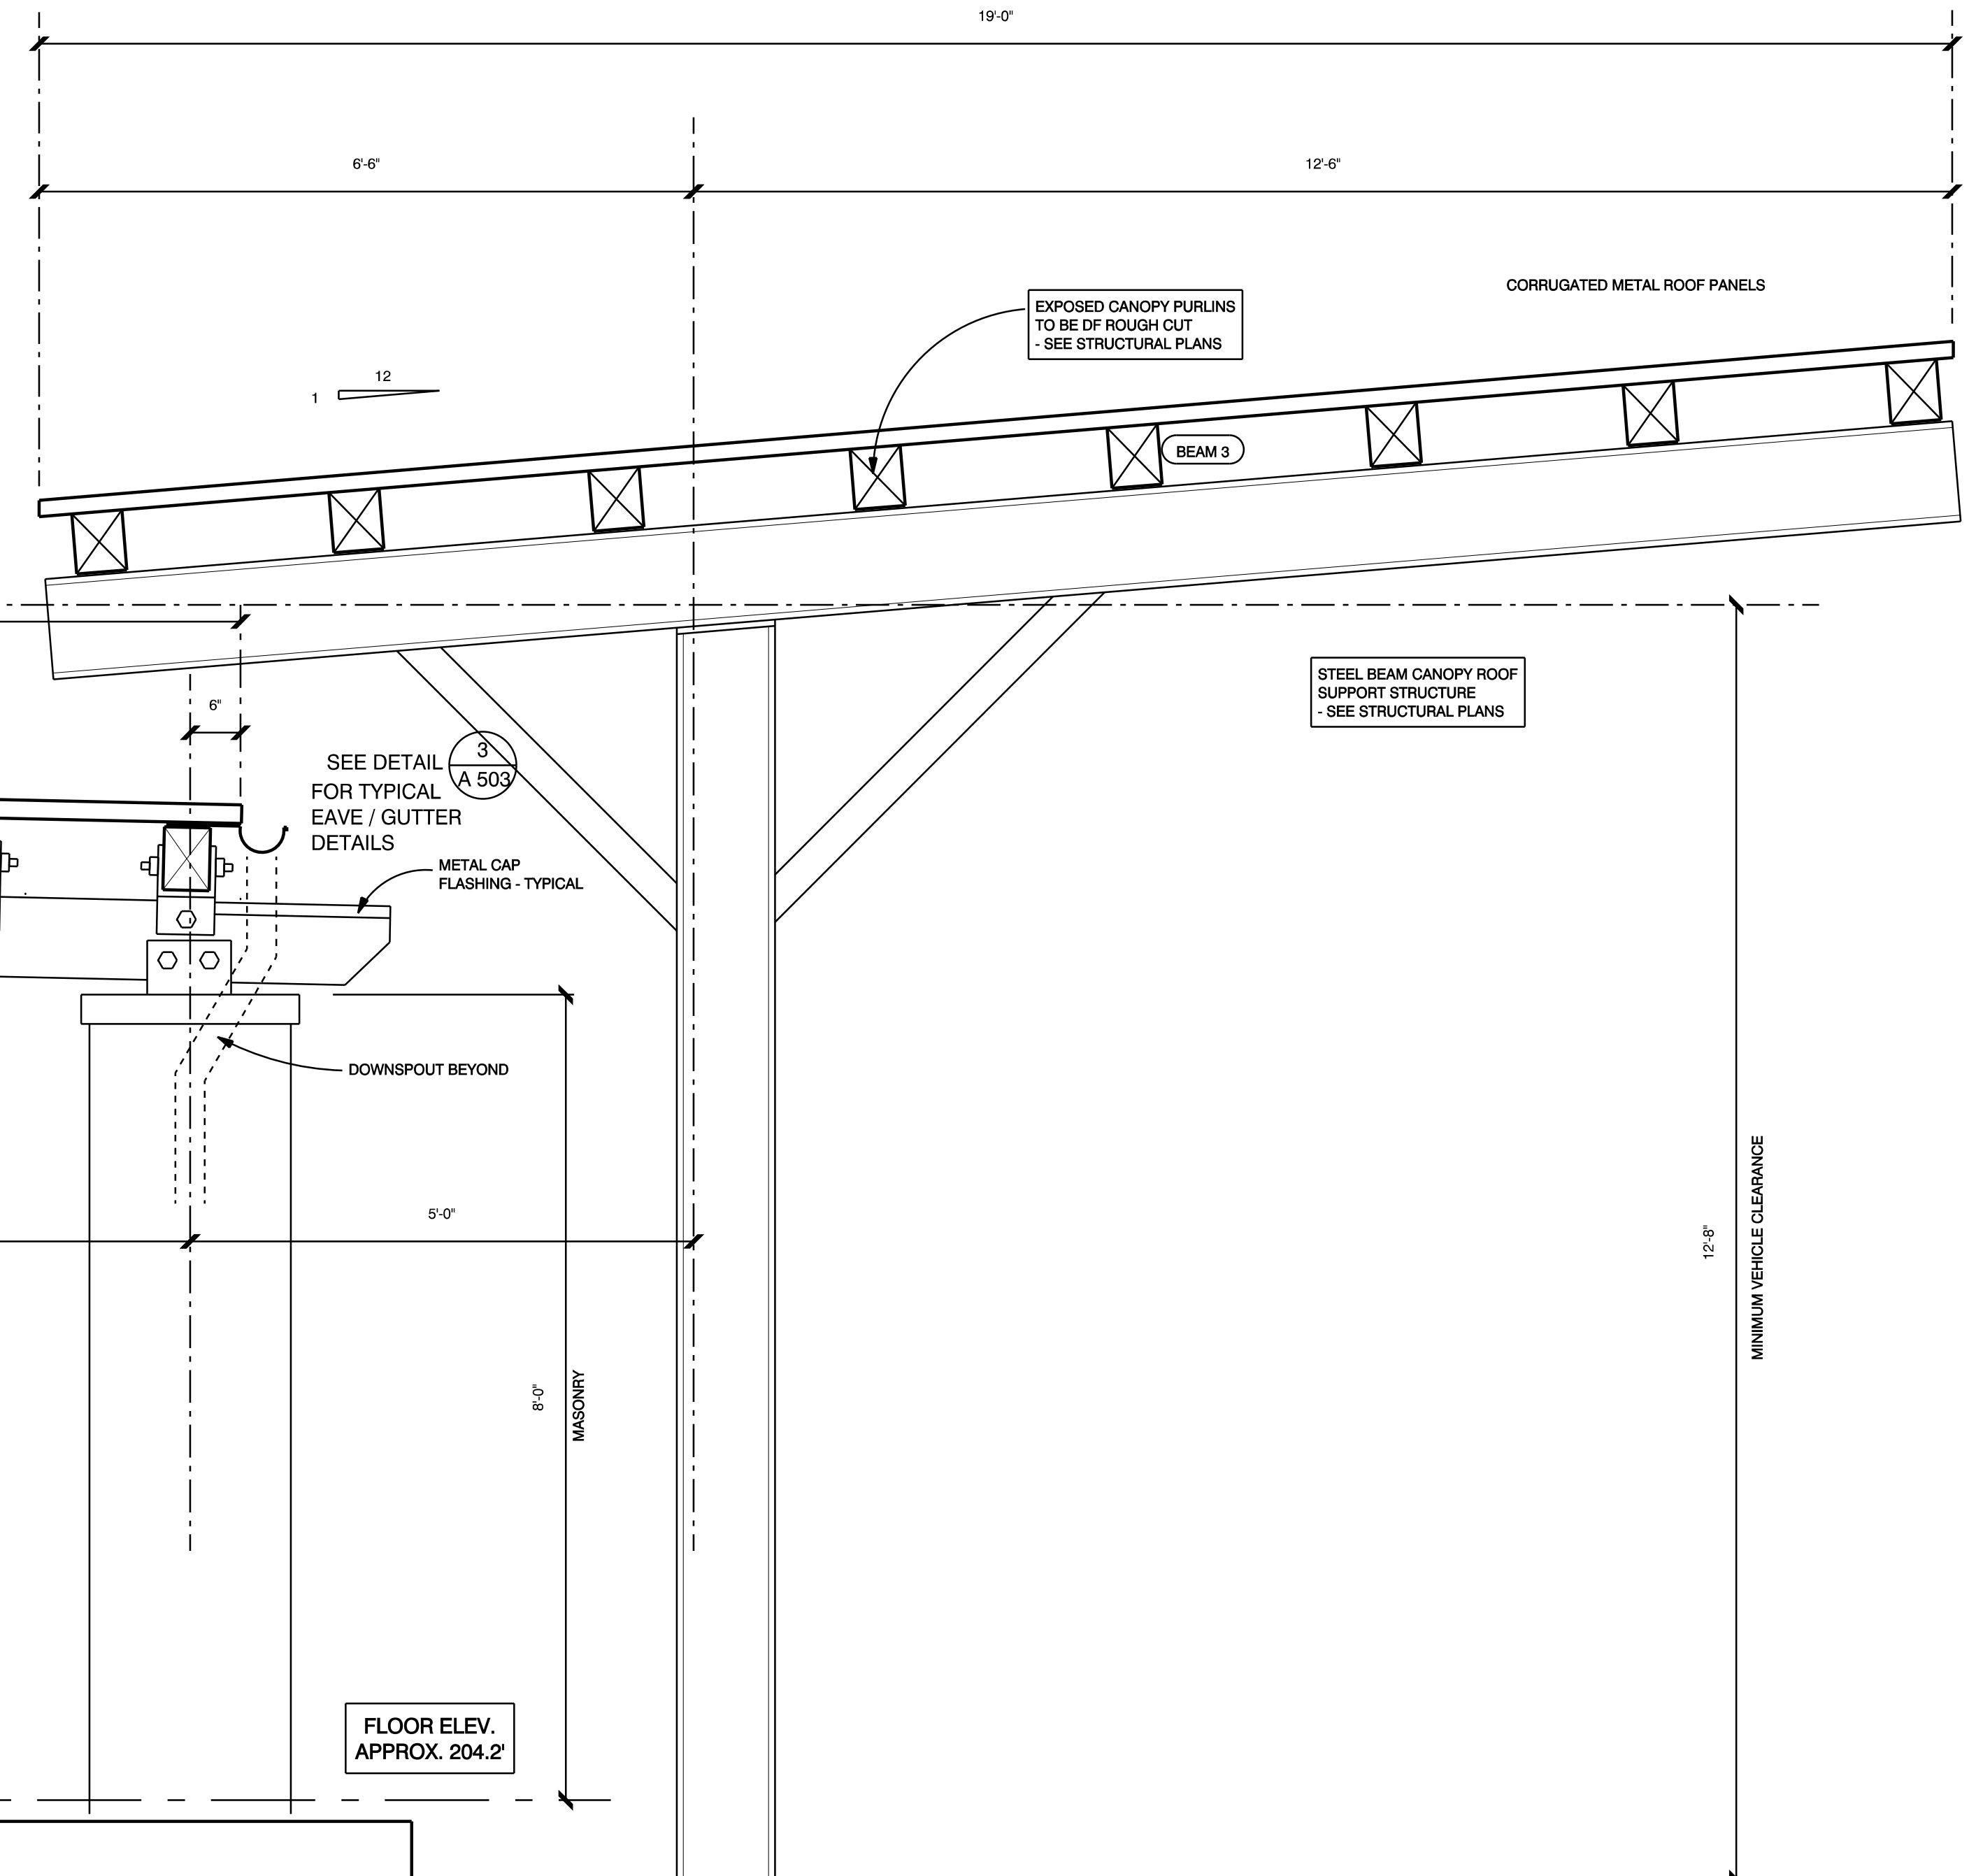 19'-0"
6'-6"
12'-6"
CORRUGATED METAL ROOF PANELS
EXPOSED CANOPY PURLINS
TO BE DF ROUGH CUT
- SEE STRUCTURAL PLANS
12
1
BEAM 3
STEEL BEAM CANOPY ROOF
SUPPORT STRUCTURE
- SEE STRUCTURAL PLANS
6"
SEE DETAIL
3
A 503
FOR TYPICAL
EAVE / GUTTER
DETAILS
METAL CAP
FLASHING - TYPICAL
DOWNSPOUT BEYOND
5'-0"
12'-8"
MINIMUM VEHICLE CLEARANCE
8'-0"
MASONRY
FLOOR ELEV.
APPROX. 204.2'